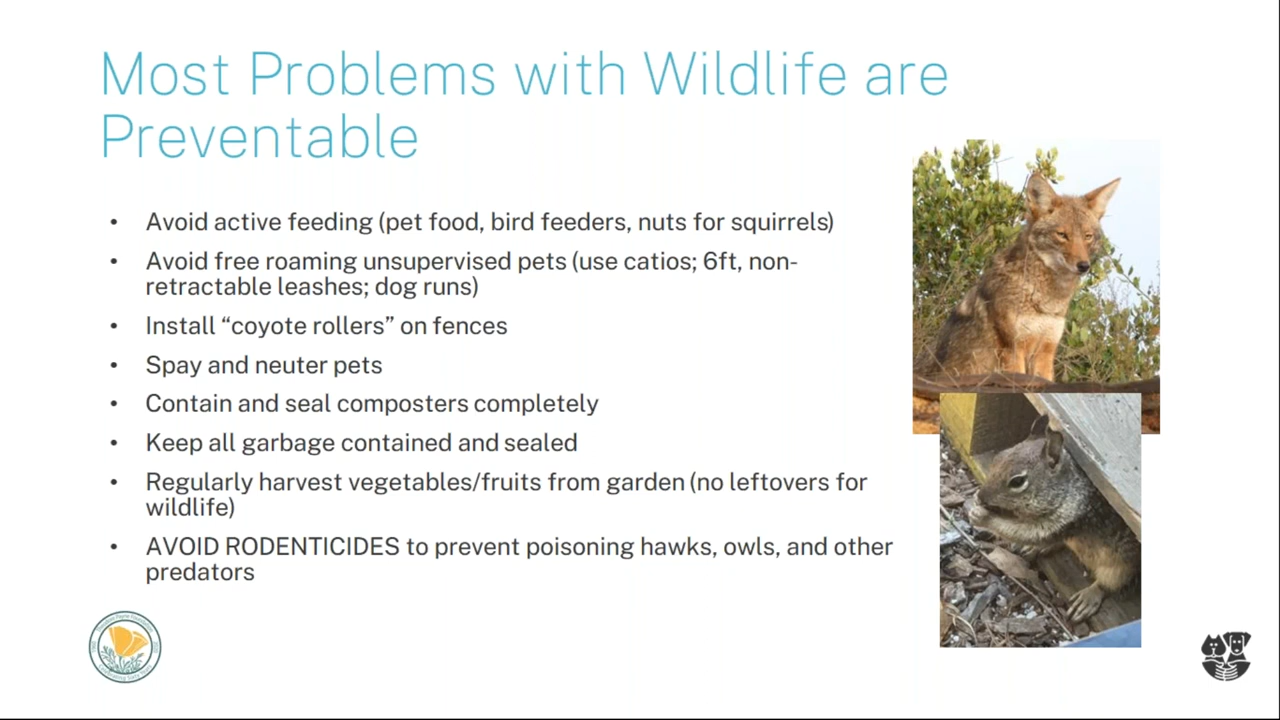 Most Problems with Wildlife are
Preventable
• Avoid active feeding (pet food, bird feeders, nuts for squirrels)
• Avoid free roaming unsupervised pets (use catios; 6ft, non-
retractable leashes; dog runs)
• Install “coyote rollers” on fences
• Spay and neuter pets
• Contain and seal composters completely
• Keep all garbage contained and sealed
• Regularly harvest vegetables/fruits from garden (no leftovers for
wildlife)
• AVOID RODENTICIDES to prevent poisoning hawks, owls, and other
predators